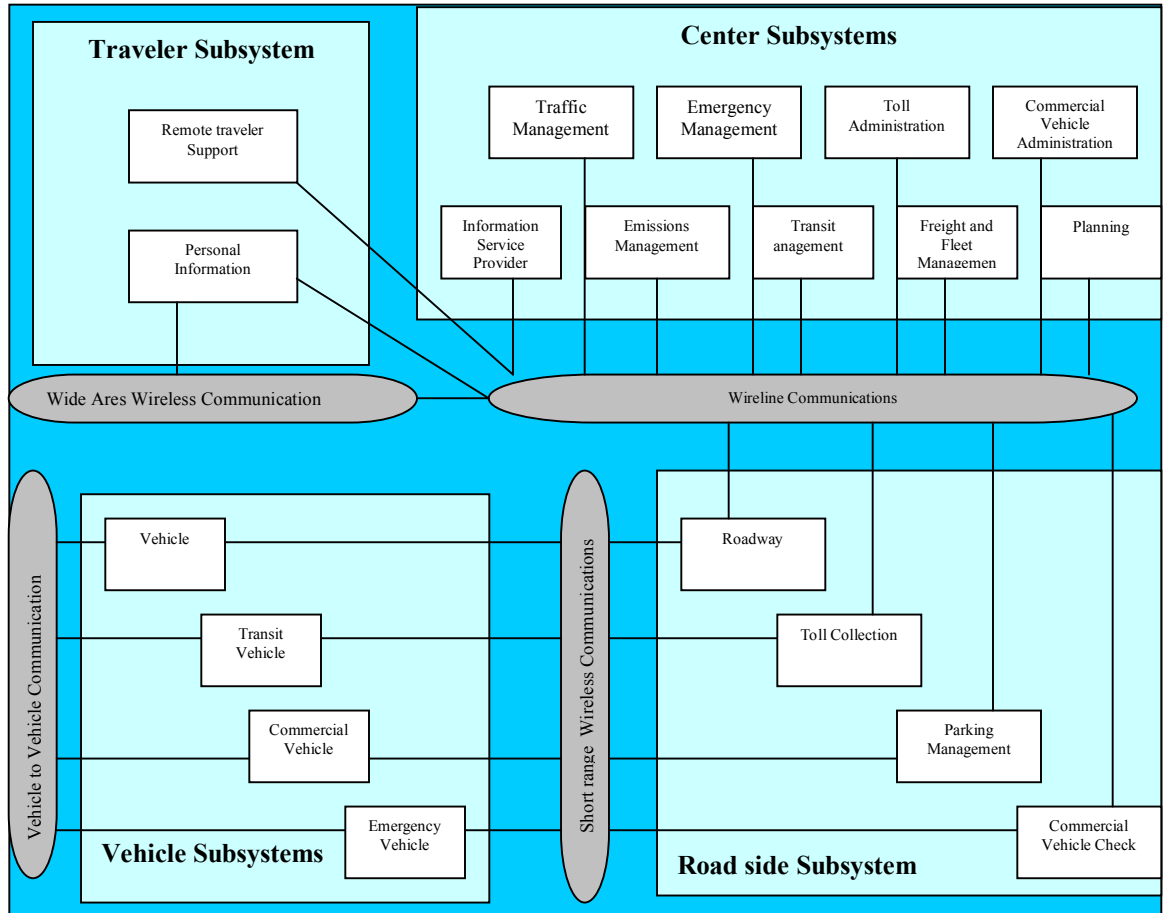 Traveler Subsystem
Remote traveler
Support
Personal
Information
Center Subsystems
Traffic
Management
Emergency
Management
Toll
Administration
Commercial
Vehicle
Administration
Information
Service
Provider
Emissions
Management
Transit
anagement
Freight and
Fleet
Managemen
Planning
Wide Ares Wireless Communication
Wireline Communications
Vehicle to Vehicle Communication
Vehicle
Transit
Vehicle
Commercial
Vehicle
Emergency
Vehicle
Vehicle Subsystems
Short range Wireless Communications
Roadway
Toll Collection
Parking
Management
Commercial
Vehicle Check
Road side Subsystem